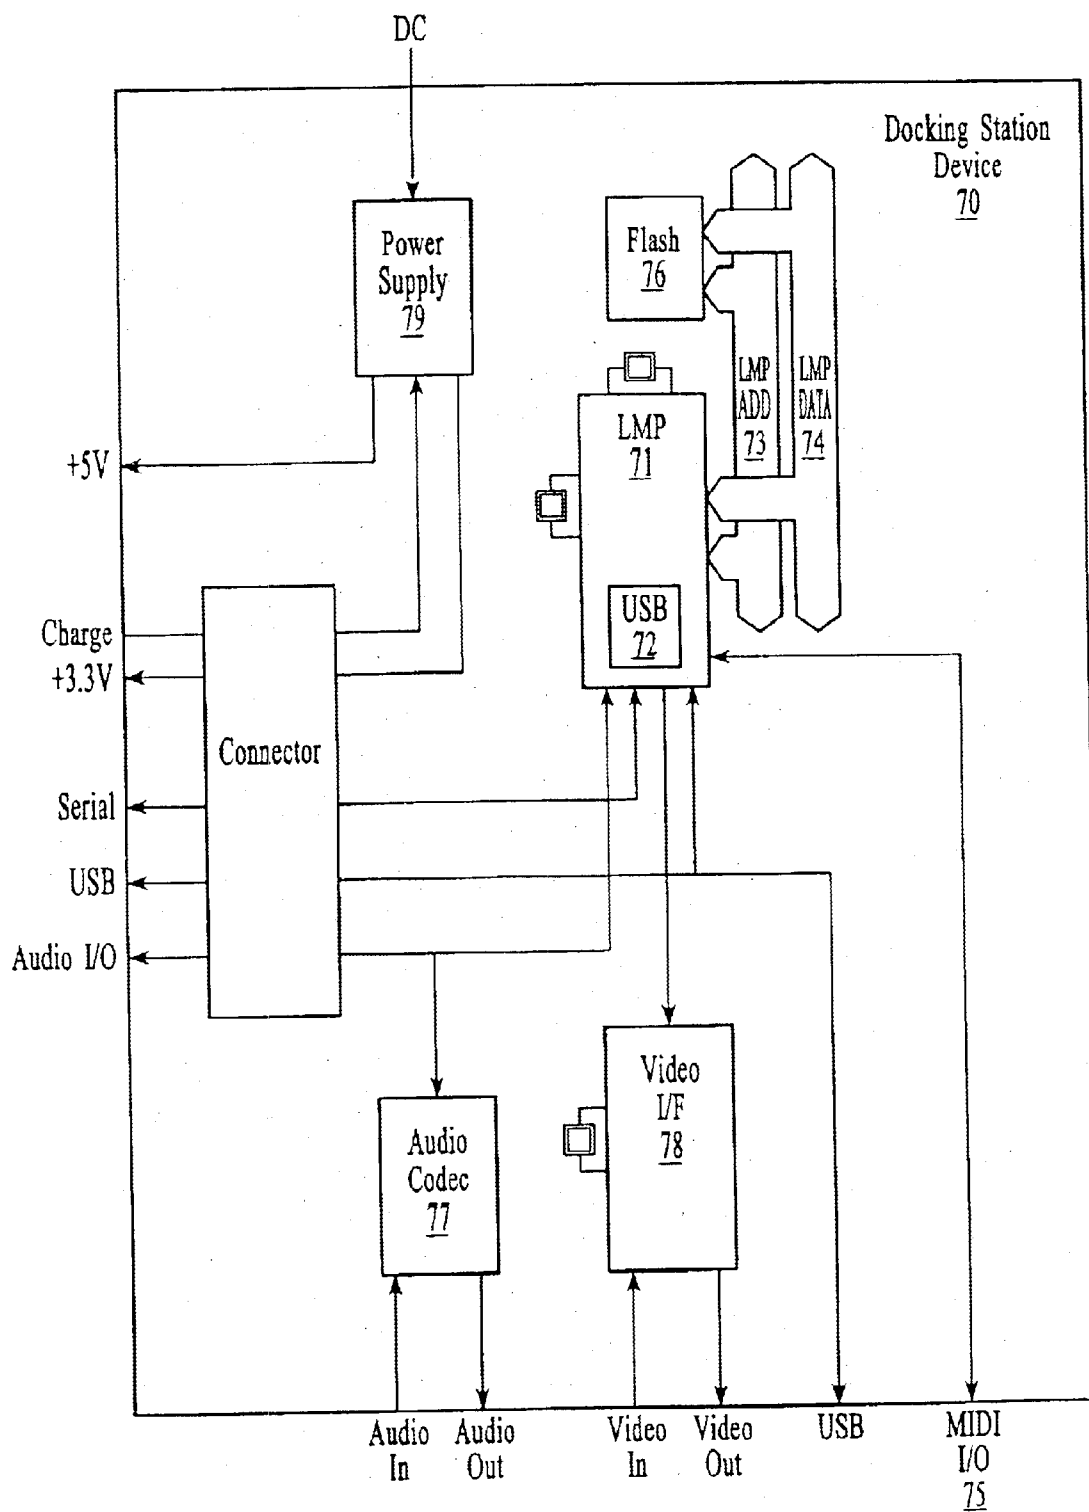 DC
Docking Station
Device
70
Power
Supply
79
Flash
76
LMP
ADD
73
LMP
DATA
74
LMP
71
+5V
USB
72
Charge
+3.3V
Connector
Serial
USB
Audio I/O
Video
I/F
78
Audio
Codec
77
Audio
In
Audio
Out
Video
In
Video
Out
USB
MIDI
I/O
75